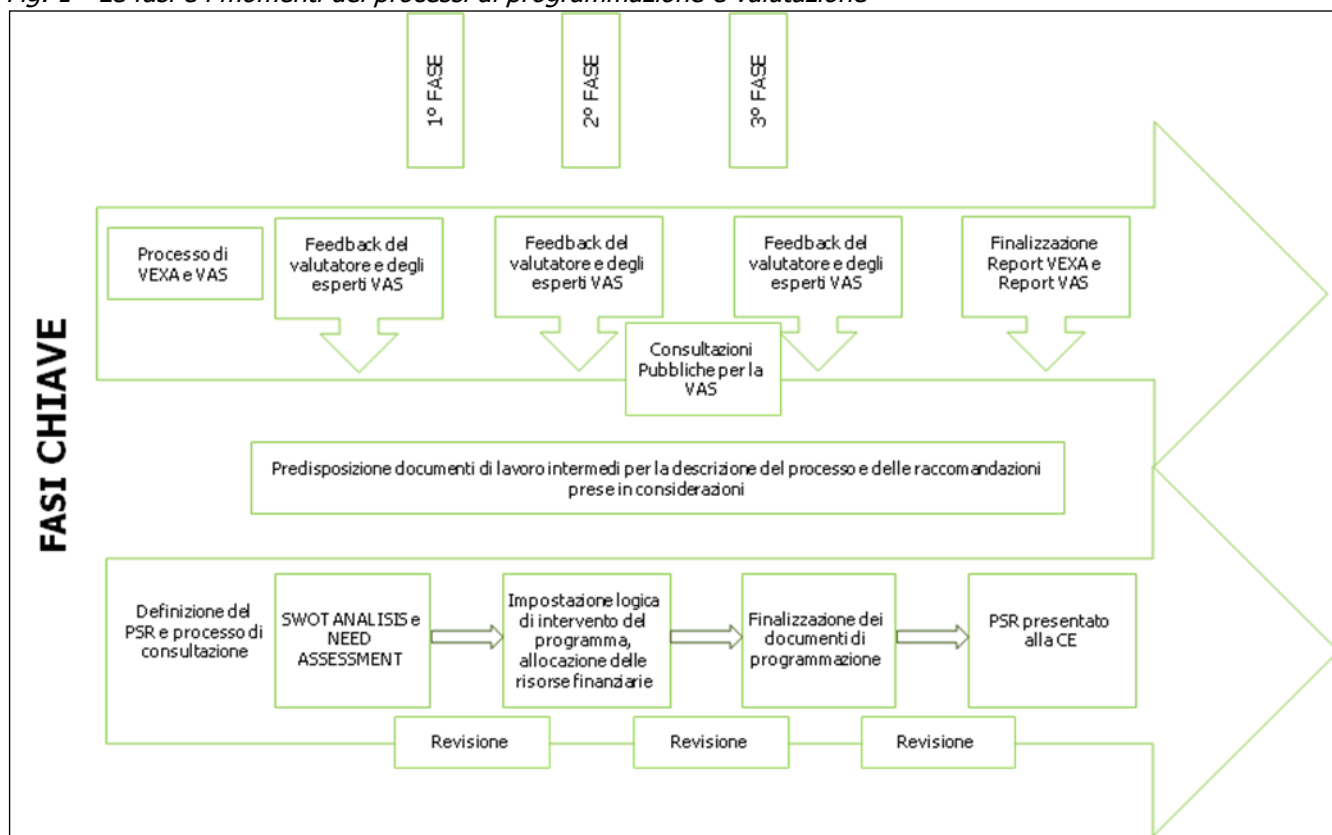 Fig. 1 – Le fasi e i momenti dei processi di programmazione e valutazione
1º FASE
2º FASE
3º FASE
FASI CHIAVE
Processo di
VEXA e VAS
Feedback del
valutatore e degli
esperti VAS
Feedback del
valutatore e degli
esperti VAS
Feedback del
valutatore e degli
esperti VAS
Finalizzazione
Report VEXA e
Report VAS
Consultazioni
Pubbliche per la
VAS
Predisposizione documenti di lavoro intermedi per la descrizione del processo e delle raccomandazioni
prese in considerazioni
Definizione del
PSR e processo di
consultazione
SWOT ANALISIS e
NEED
ASSESSMENT
Impostazione logica
di intervento del
programma,
allocazione delle
risorse finanziarie
Finalizzazione dei
documenti di
programmazione
PSR presentato
alla CE
Revisione
Revisione
Revisione